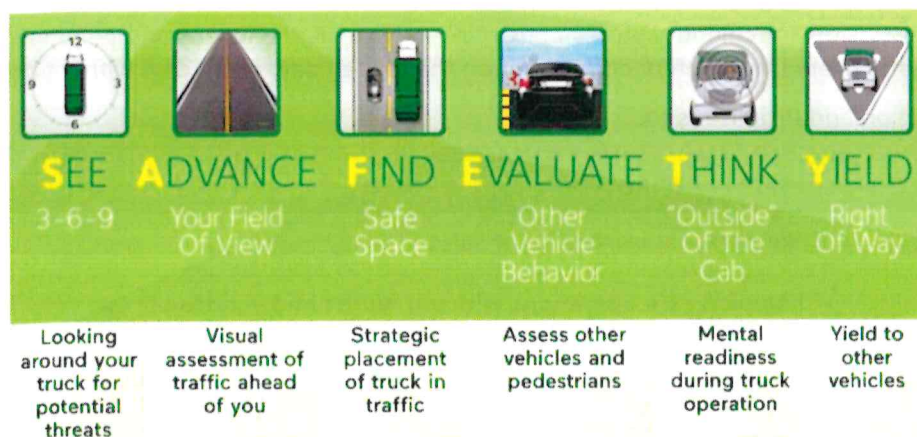 12
9
3
6
SEE
3-6-9
Looking
around your
truck for
potential
threats
ADVANCE
Your Field
Of View
Visual
assessment of
traffic ahead
of you
FIND
Safe
Space
Strategic
placement
of truck in
traffic
EVALUATE
Other
Vehicle
Behavior
Assess other
vehicles and
pedestrians
THINK
"Outside"
Of The
Cab
Mental
readiness
during truck
operation
YIELD
Right
Of Way
Yield to
other
vehicles